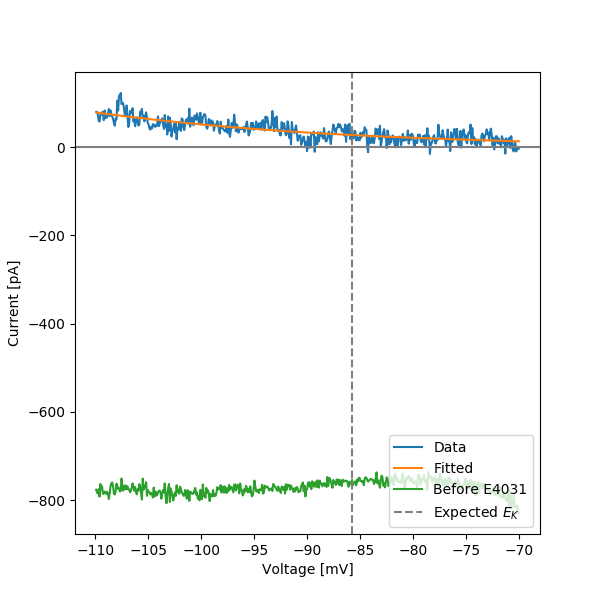 0
−200
−400
−600
−800
Current [pA]
−110
−105
−100
−95
−90
−85
−80
−75
−70
Voltage [mV]
Data
Fitted
Before E4031
Expected E_K